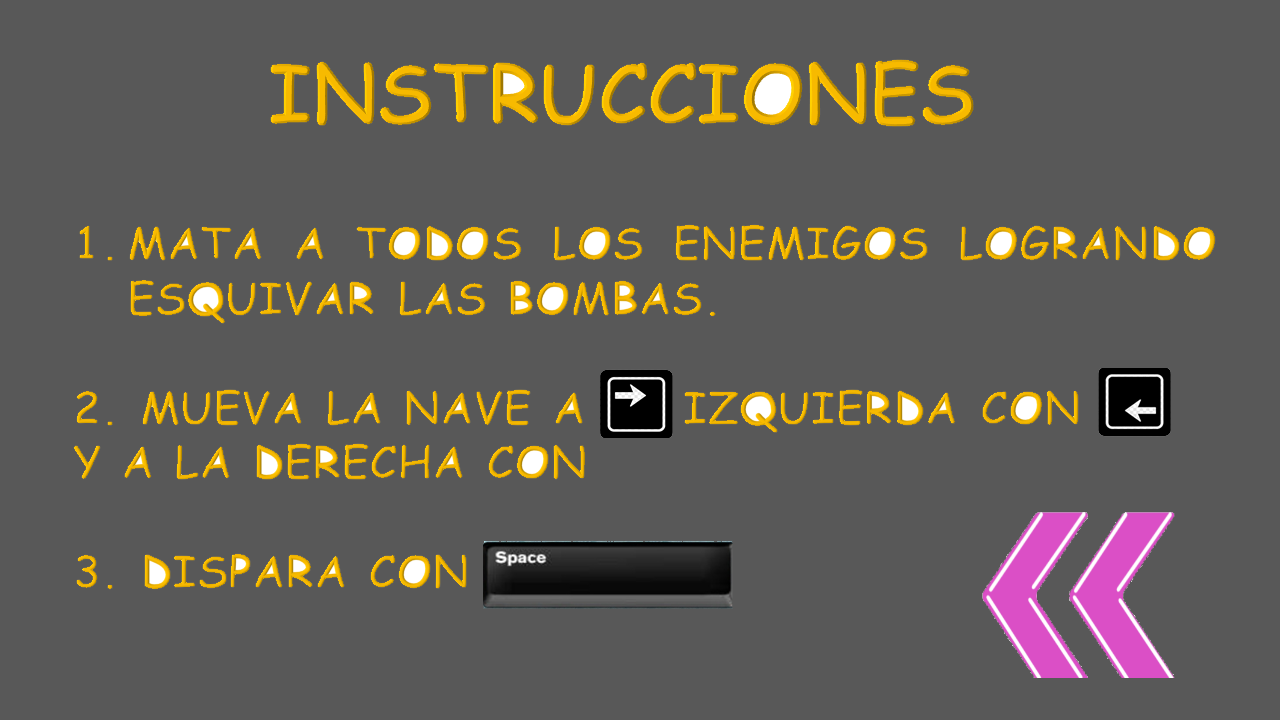 INSTRUCCIONES
1. MATA A TODOS LOS ENEMIGOS LOGRANDO
ESQUIVAR LAS BOMBAS.
2. MUEVA LA NAVE A → IZQUIERDA CON ←
Y A LA DERECHA CON
3. DISPARA CON Space